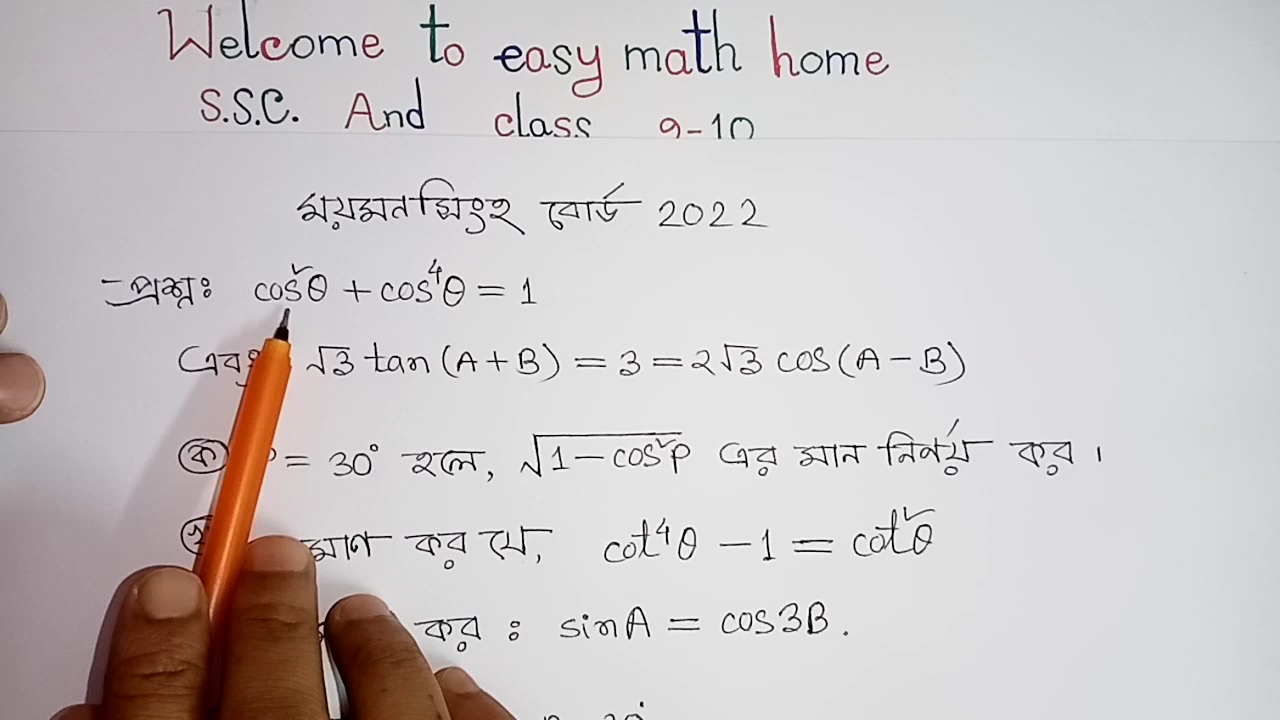 Welcome to easy math home
S.S.C. And class 9-10
ময়মনসিংহ বোর্ড 2022
প্রশ্নঃ cos²θ + cos⁴θ = 1
এবং √3 tan(A+B) = 3 = 2√3 cos(A-B)
ক = 30° হলে, √1-cos²P এর মান নির্ণয় কর।
কর যে, cot⁴θ - 1 = cot²θ
কর : sinA = cos3B.